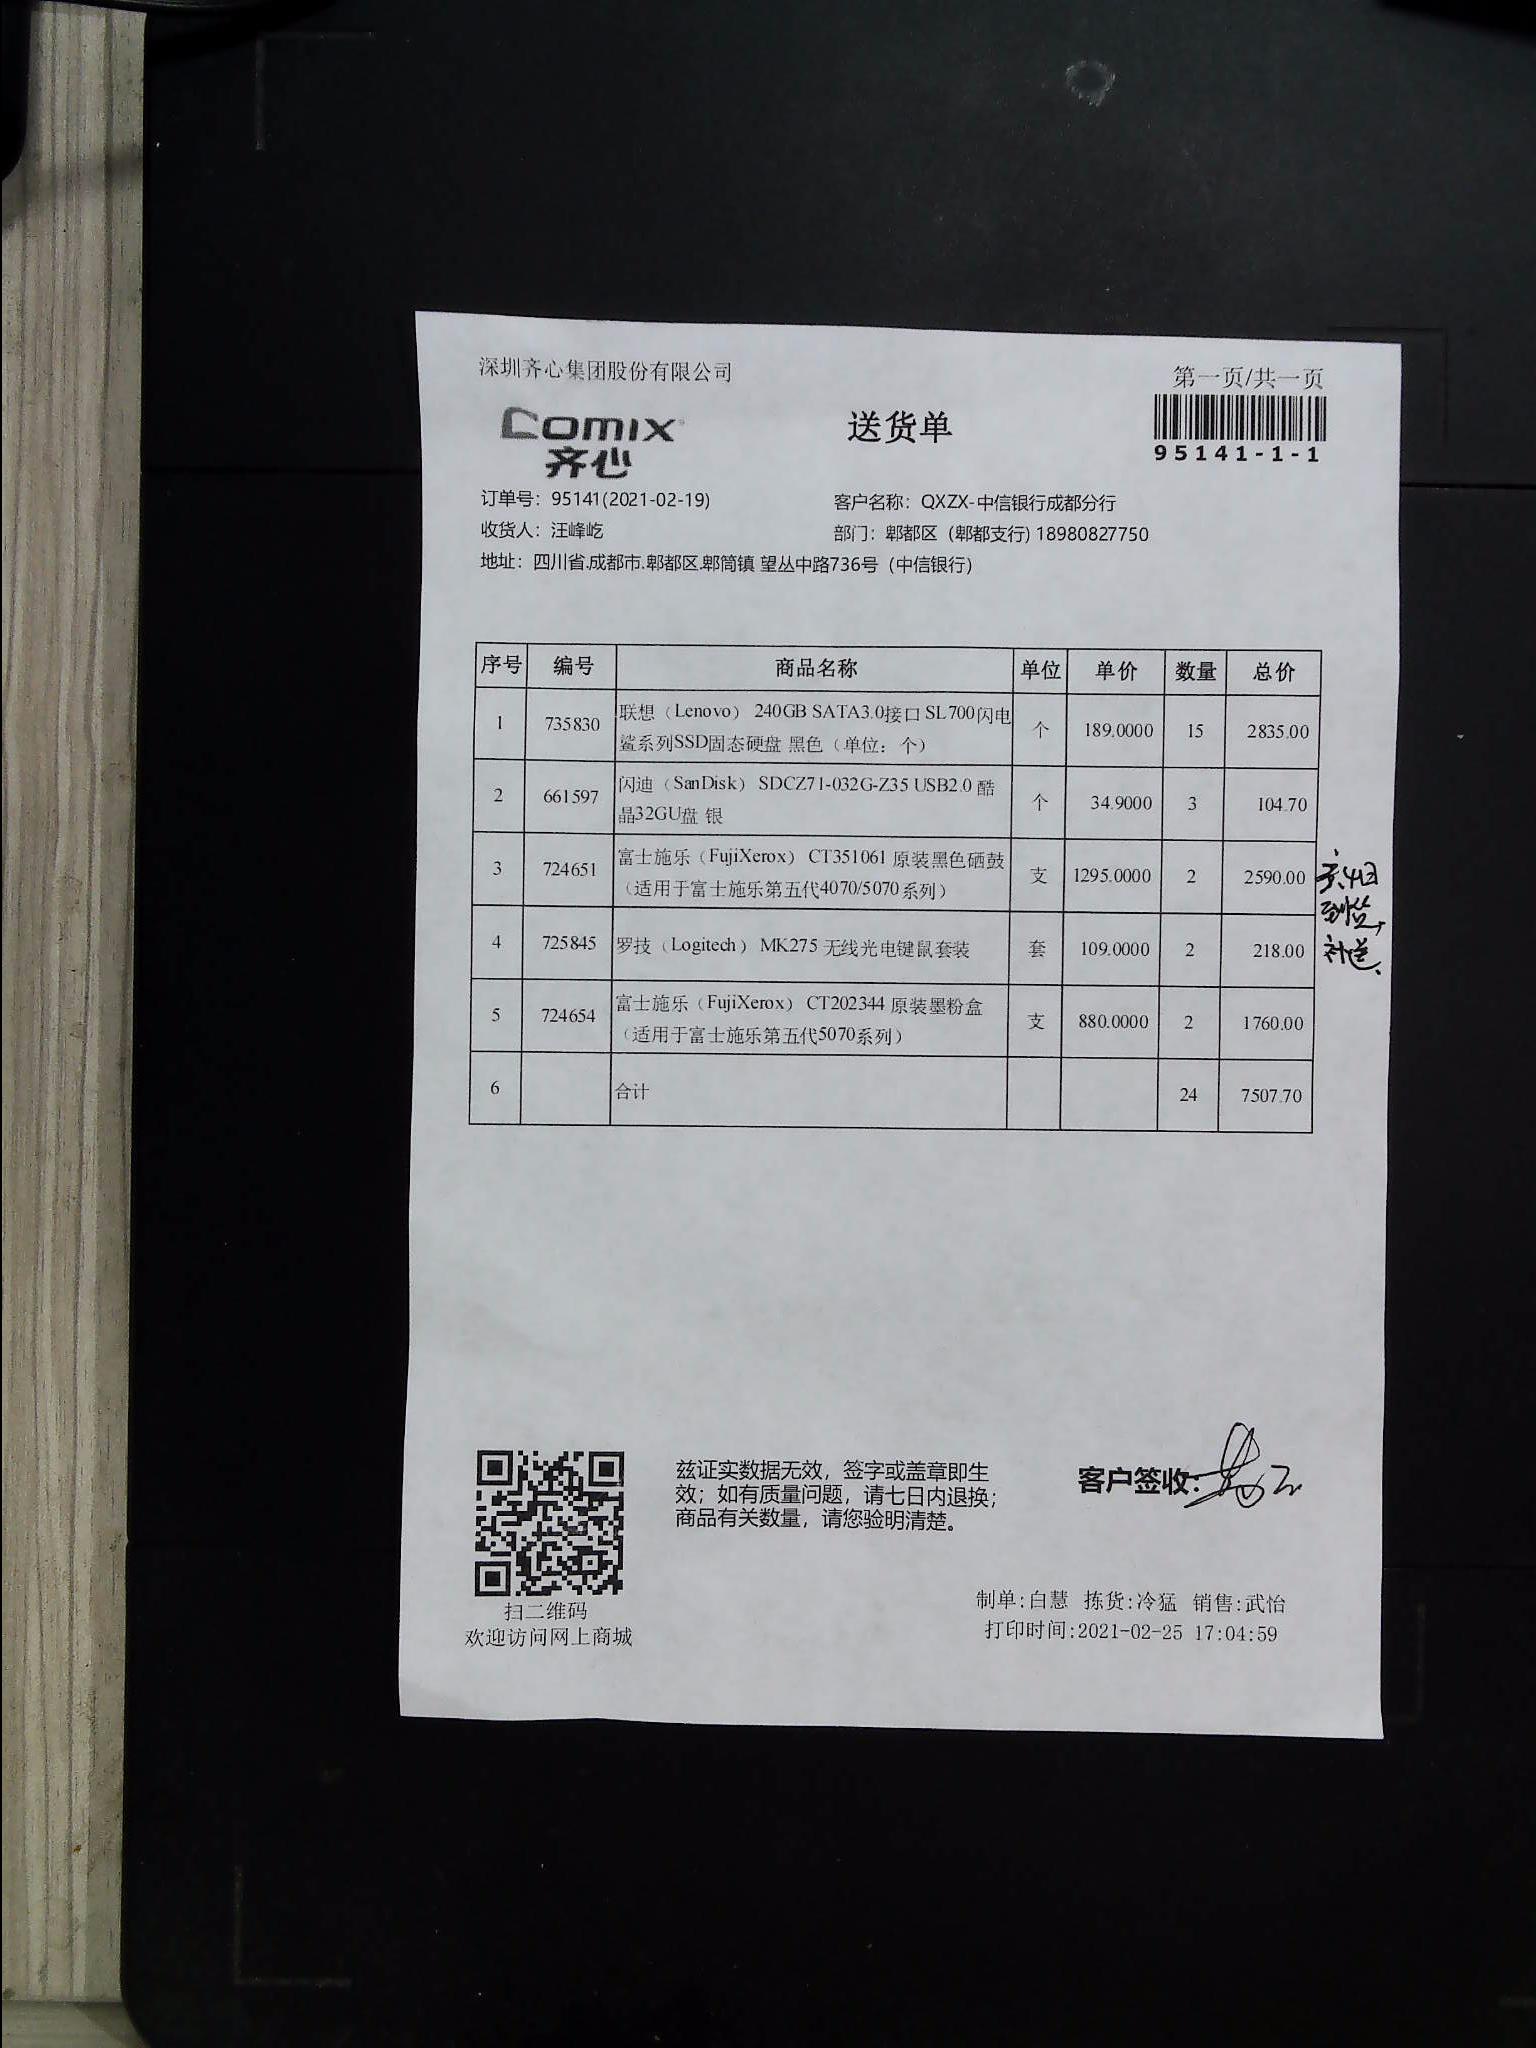 深圳齐心集团股份有限公司
第一页/共一页
comix
齐心
送货单
95141-1-1
订单号：95141(2021-02-19)
客户名称：QXZX-中信银行成都分行
收货人：汪峰屹
部门：郫都区（郫都支行) 18980827750
地址：四川省.成都市.郫都区.郫筒镇 望丛中路736号（中信银行）
序号 编号 商品名称 单位 单价 数量 总价
1 735830 联想（Lenovo） 240GB SATA3.0接口 SL700闪电鲨系列SSD固态硬盘 黑色（单位：个） 个 189.0000 15 2835.00
2 661597 闪迪（SanDisk） SDCZ71-032G-Z35 USB2.0 酷晶32GU盘 银 个 34.9000 3 104.70
3 724651 富士施乐（FujiXerox） CT351061 原装黑色硒鼓（适用于富士施乐第五代4070/5070系列） 支 1295.0000 2 2590.00
4 725845 罗技（Logitech） MK275 无线光电键鼠套装 套 109.0000 2 218.00
5 724654 富士施乐（FujiXerox） CT202344 原装墨粉盒（适用于富士施乐第五代5070系列） 支 880.0000 2 1760.00
6 合计 24 7507.70
补送
兹证实数据无效，签字或盖章即生
效；如有质量问题，请七日内退换；
商品有关数量，请您验明清楚。
客户签收：
扫二维码
欢迎访问网上商城
制单:白慧 拣货:冷猛 销售:武怡
打印时间:2021-02-25 17:04:59